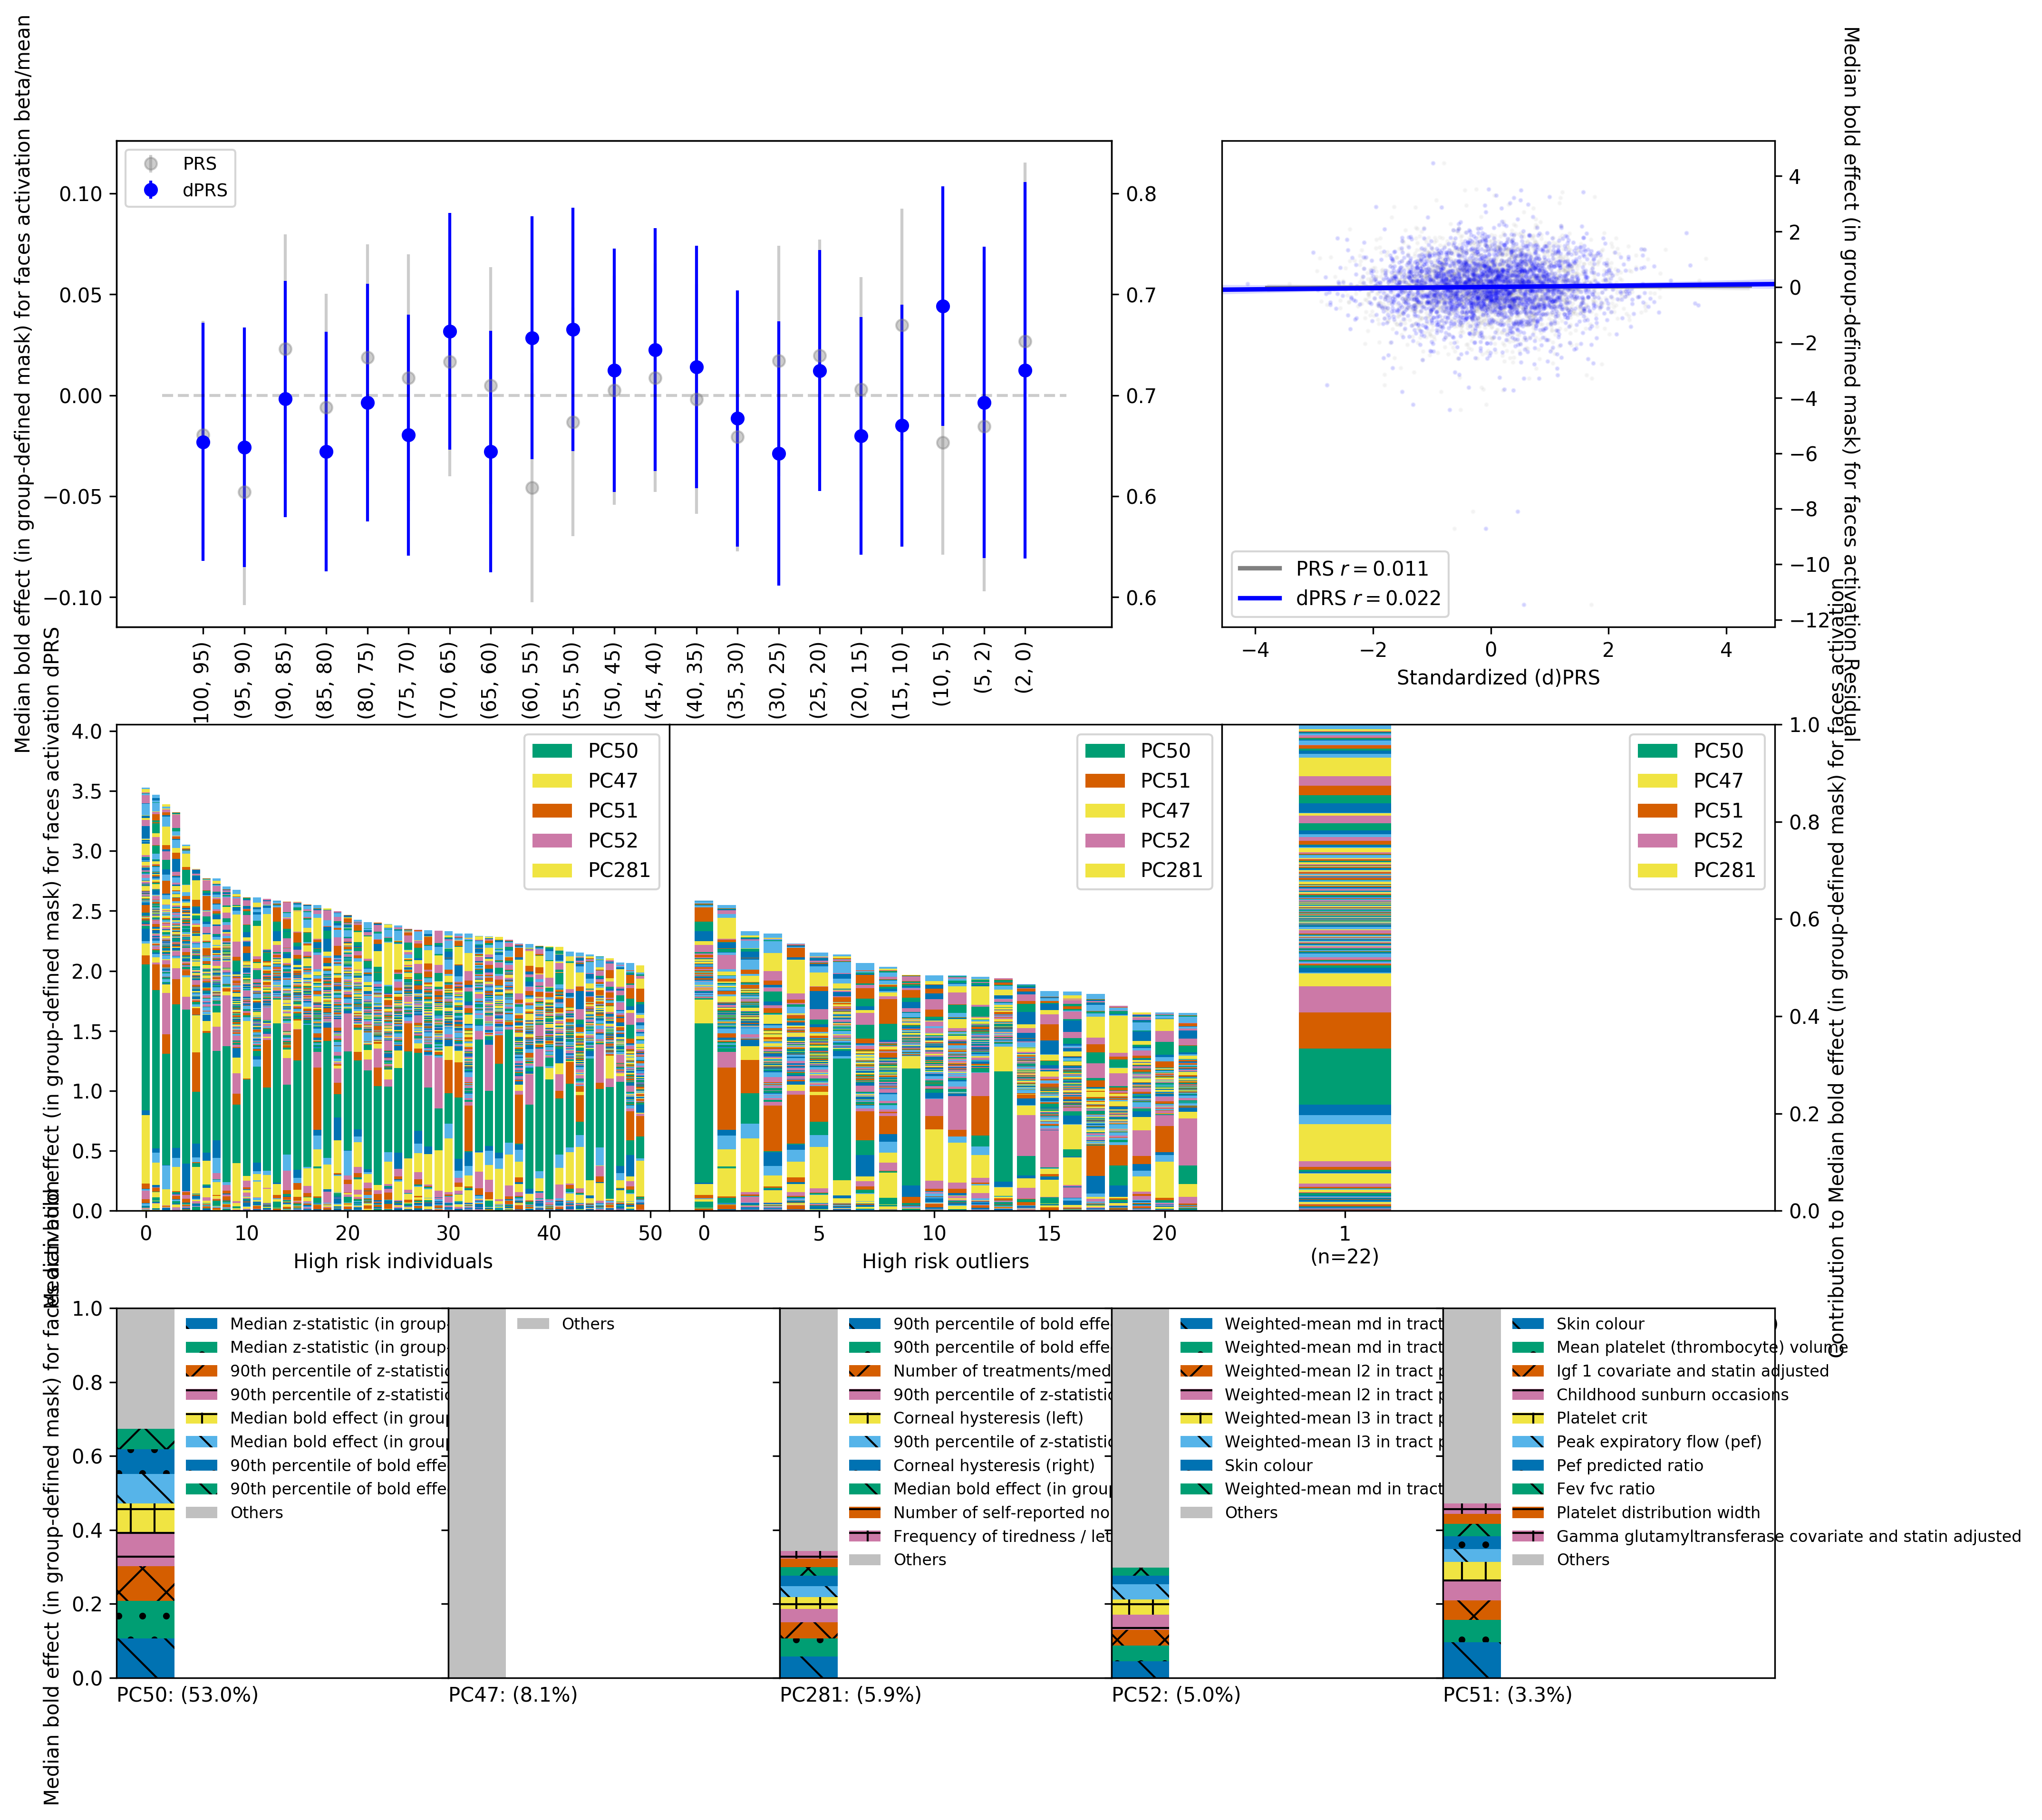 Median bold effect (in group-defined mask) for faces activation beta/mean
PRS
dPRS
0.10
0.05
0.00
−0.05
−0.10
0.8
0.7
0.7
0.6
0.6
100, 95)
(95, 90)
(90, 85)
(85, 80)
(80, 75)
(75, 70)
(70, 65)
(65, 60)
(60, 55)
(55, 50)
(50, 45)
(45, 40)
(40, 35)
(35, 30)
(30, 25)
(25, 20)
(20, 15)
(15, 10)
(10, 5)
(5, 2)
(2, 0)
PRS r = 0.011
dPRS r = 0.022
4
2
0
−2
−4
−6
−8
−10
−12
−4
−2
0
2
4
Standardized (d)PRS
Median bold effect (in group-defined mask) for faces activation Residual
effect (in group-defined mask) for faces activation dPRS
4.0
3.5
3.0
2.5
2.0
1.5
1.0
0.5
0.0
PC50
PC47
PC51
PC52
PC281
0
10
20
30
40
50
High risk individuals
PC50
PC51
PC47
PC52
PC281
0
5
10
15
20
High risk outliers
PC50
PC47
PC51
PC52
PC281
1
(n=22)
1.0
0.8
0.6
0.4
0.2
0.0
Contribution to Median bold effect (in group-defined mask) for faces activation
Median bold effect (in group-defined mask) for faces
1.0
0.8
0.6
0.4
0.2
0.0
Median z-statistic (in group
Median z-statistic (in group
90th percentile of z-statistic
90th percentile of z-statistic
Median bold effect (in group
Median bold effect (in group
90th percentile of bold effe
90th percentile of bold effe
Others
PC50: (53.0%)
Others
PC47: (8.1%)
90th percentile of bold effe
90th percentile of bold effe
Number of treatments/med
90th percentile of z-statistic
Corneal hysteresis (left)
90th percentile of z-statistic
Corneal hysteresis (right)
Median bold effect (in group
Number of self-reported no
Frequency of tiredness / let
Others
PC281: (5.9%)
Weighted-mean md in tract
Weighted-mean md in tract
Weighted-mean l2 in tract p
Weighted-mean l2 in tract p
Weighted-mean l3 in tract p
Weighted-mean l3 in tract p
Skin colour
Weighted-mean md in tract
Others
PC52: (5.0%)
Skin colour
Mean platelet (thrombocyte) volume
Igf 1 covariate and statin adjusted
Childhood sunburn occasions
Platelet crit
Peak expiratory flow (pef)
Pef predicted ratio
Fev fvc ratio
Platelet distribution width
Gamma glutamyltransferase covariate and statin adjusted
Others
PC51: (3.3%)